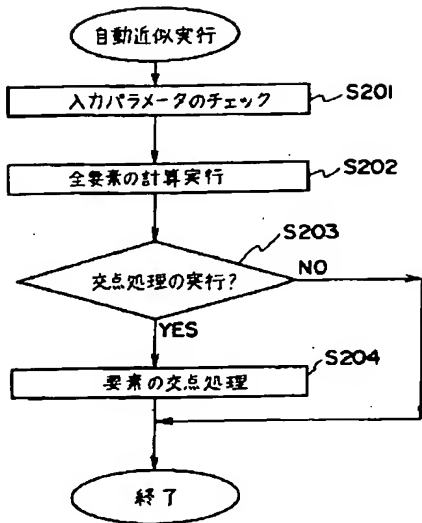 自動近似実行
入力パラメータのチェック
S201
全要素の計算実行
S202
S203
交点処理の実行?
NO
YES
S204
要素の交点処理
終了